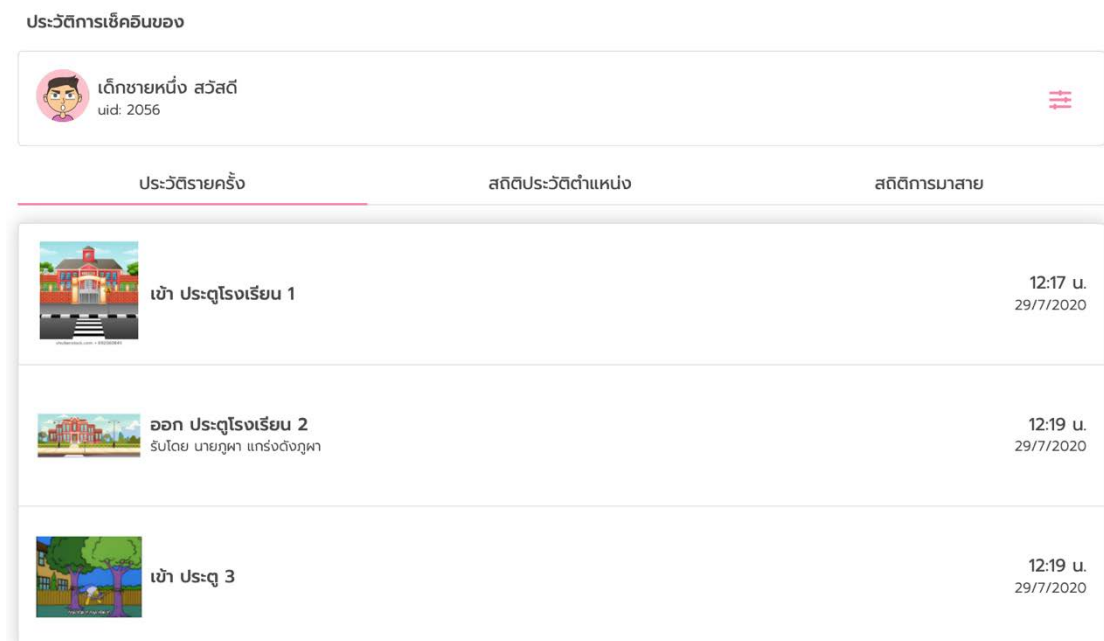 ประวัติการเช็คอินของ
เด็กชายหนึ่ง สวัสดี
uid: 2056
ประวัติรายครั้ง สถิติประวัติตำแหน่ง สถิติการมาสาย
เข้า ประตูโรงเรียน 1
12:17 น.
29/7/2020
ออก ประตูโรงเรียน 2
รับโดย นายภูผา แกร่งดังภูผา
12:19 น.
29/7/2020
เข้า ประตู 3
12:19 น.
29/7/2020